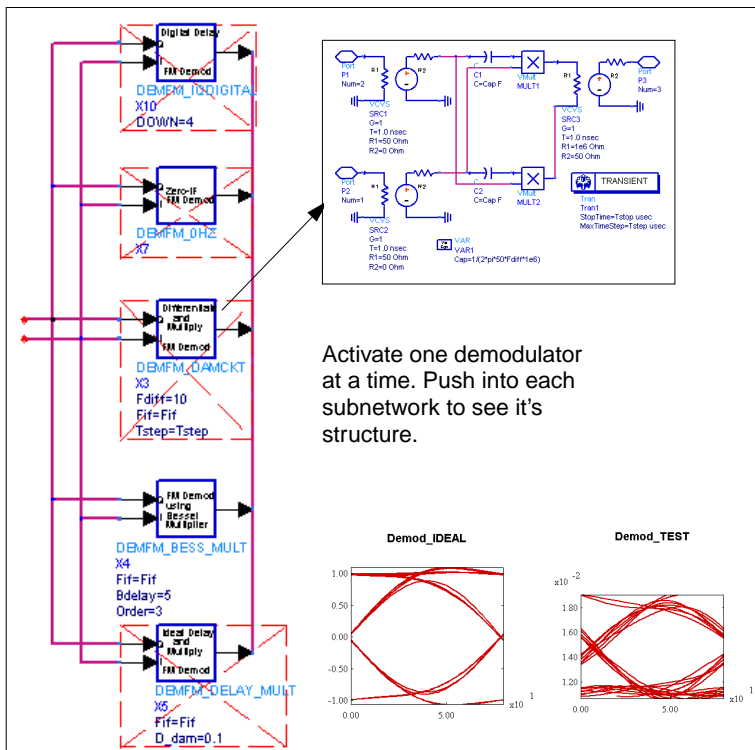 Digital Delay
Q
I
FM Demod
DEMFM_IQDIGITAL
X10
DOWN=4
Q
Zero-IF
I
FM Demod
DEMFM_0HZ
X7
Differentiate
Q
and
Multiply
I
FM Demod
DEMFM_DAMCKT
X3
Fdiff=10
Fif=Fif
Tstep=Tstep
FM Demod
Q
using
I
Bessel
Multiplier
DEMFM_BESS_MULT
X4
Fif=Fif
Bdelay=5
Order=3
Ideal Delay
Q
and
Multiply
I
FM Demod
DEMFM_DELAY_MULT
X5
Fif=Fif
D_dam=0.1
Port
P1
Num=2
R1
R2
VCVS
SRC1
G=1
T=1.0 nsec
R1=50 Ohm
R2=0 Ohm
C
C1
C=Cap F
VMult
MULT1
R1
R2
VCVS
SRC3
G=1
T=1.0 nsec
R1=1e6 Ohm
R2=50 Ohm
Port
P3
Num=3
Port
P2
Num=1
R1
R2
VCVS
SRC2
G=1
T=1.0 nsec
R1=50 Ohm
R2=0 Ohm
C
C2
C=Cap F
VMult
MULT2
TRANSIENT
Tran
Tran1
StopTime=Tstop usec
MaxTimeStep=Tstep usec
Var
Eqn
VAR
VAR1
Cap=1/(2*pi*50*Fdiff*1e6)
Activate one demodulator
at a time. Push into each
subnetwork to see it's
structure.
Demod_IDEAL
1.00
0.50
0.00
-0.50
-1.00
0.00
5.00
x10 1
Demod_TEST
x10 -2
1.80
1.60
1.40
1.20
0.00
5.00
x10 1